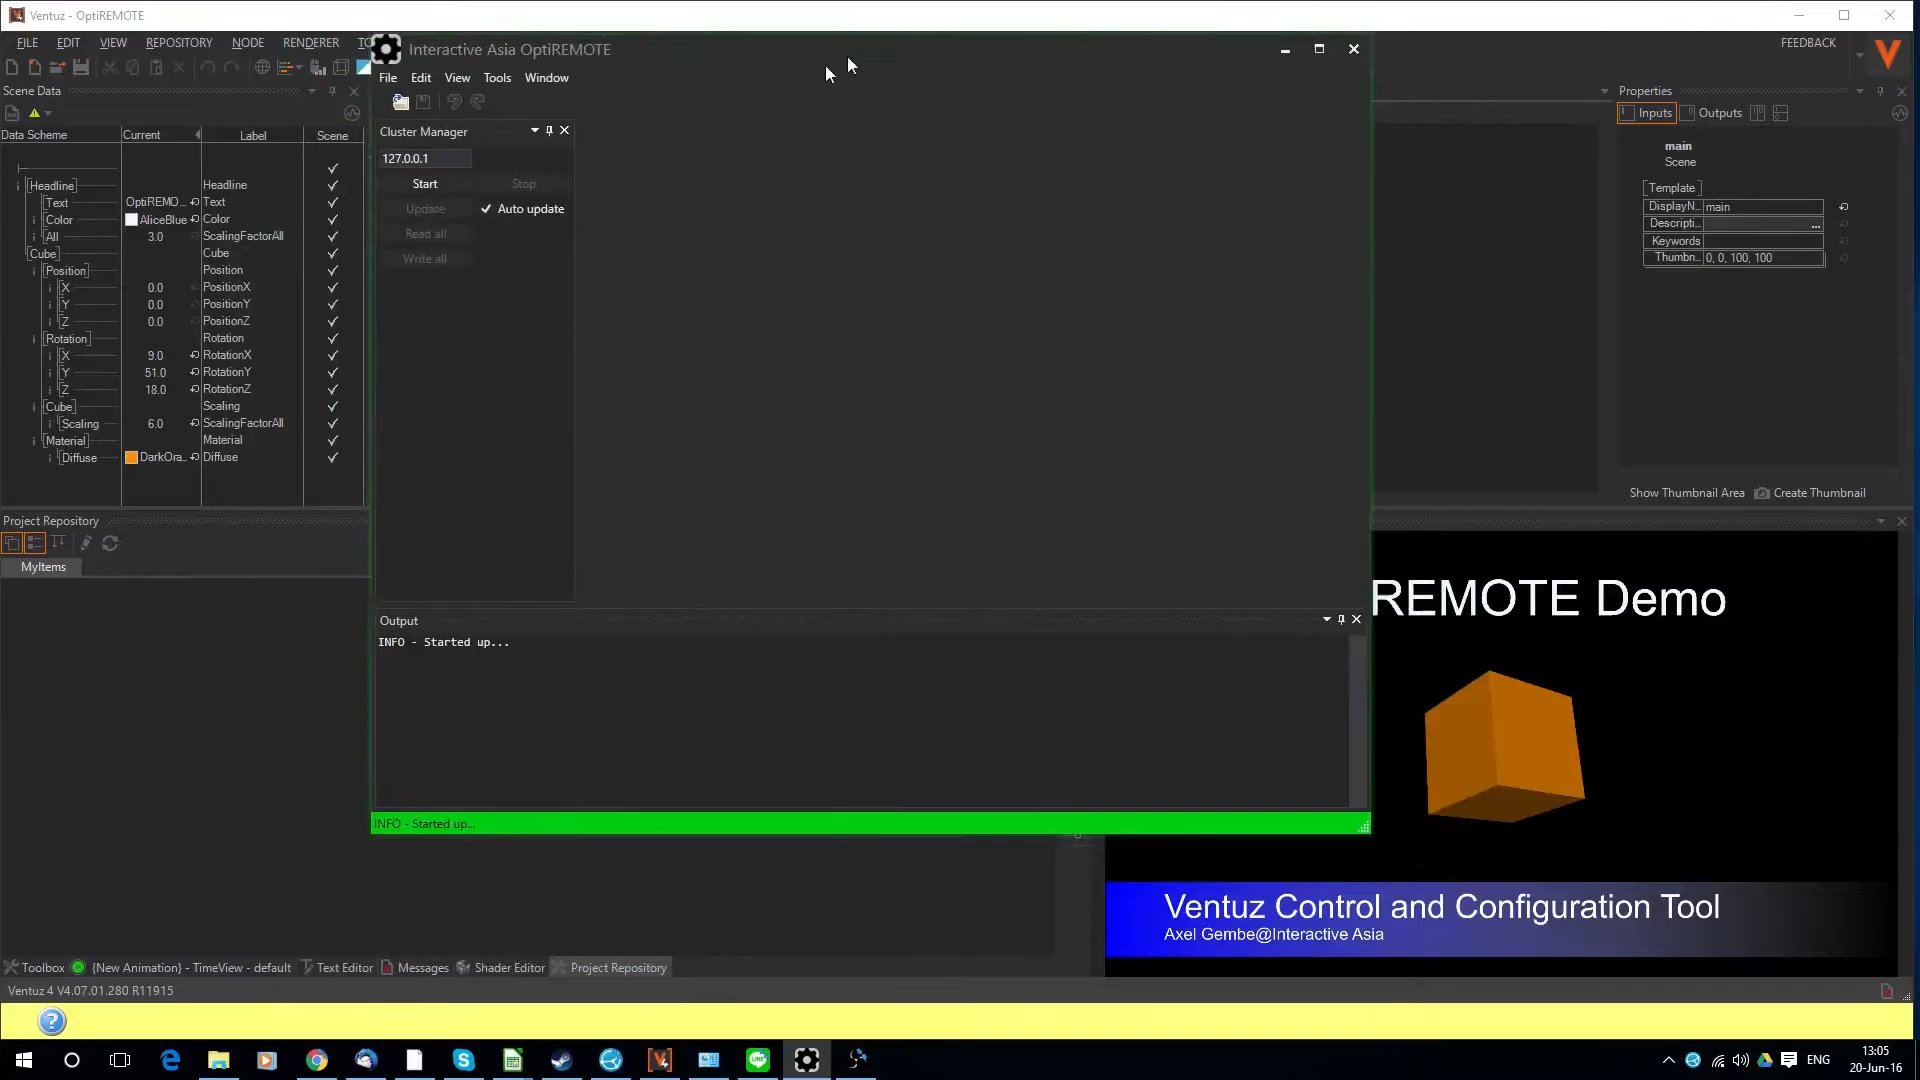 Ventuz - OptiREMOTE
FILE EDIT VIEW REPOSITORY NODE RENDERER
FEEDBACK
Interactive Asia OptiREMOTE
File Edit View Tools Window
Scene Data
Data Scheme Current Label Scene
[Headline] Headline
[Text OptiREMO... Text
[Color AliceBlue Color
[All 3.0 ScalingFactorAll
[Cube] Cube
[Position] Position
[X 0.0 PositionX
[Y 0.0 PositionY
[Z 0.0 PositionZ
[Rotation] Rotation
[X 9.0 RotationX
[Y 51.0 RotationY
[Z 18.0 RotationZ
[Cube] Scaling
[Scaling 6.0 ScalingFactorAll
[Material] Material
[Diffuse DarkOra... Diffuse
Cluster Manager
127.0.0.1
Start Stop
Update Auto update
Read all
Write all
Properties
Inputs Outputs
main
Scene
[Template]
DisplayN... main
Descripti... ...
Keywords
Thumbn... 0, 0, 100, 100
Show Thumbnail Area Create Thumbnail
Project Repository
MyItems
Output
INFO - Started up...
INFO - Started up...
REMOTE Demo
Ventuz Control and Configuration Tool
Axel Gembe@Interactive Asia
Toolbox {New Animation} - TimeView - default Text Editor Messages Shader Editor Project Repository
Ventuz 4 V4.07.01.280 R11915
ENG
13:05
20-Jun-16